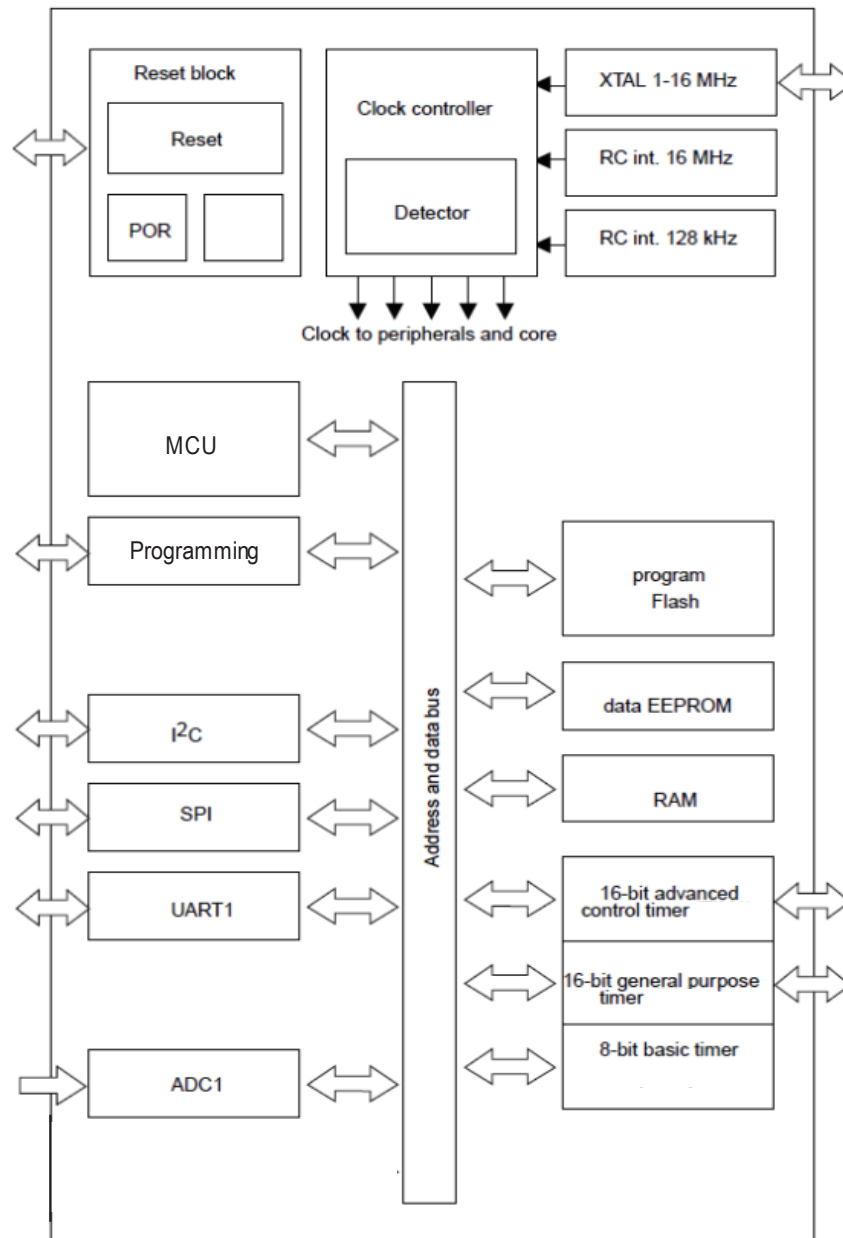 Reset block
Reset
POR
Clock controller
Detector
XTAL 1-16 MHz
RC int. 16 MHz
RC int. 128 kHz
Clock to peripherals and core
MCU
Programming
I²C
SPI
UART1
ADC1
Address and data bus
program
Flash
data EEPROM
RAM
16-bit advanced
control timer
16-bit general purpose
timer
8-bit basic timer